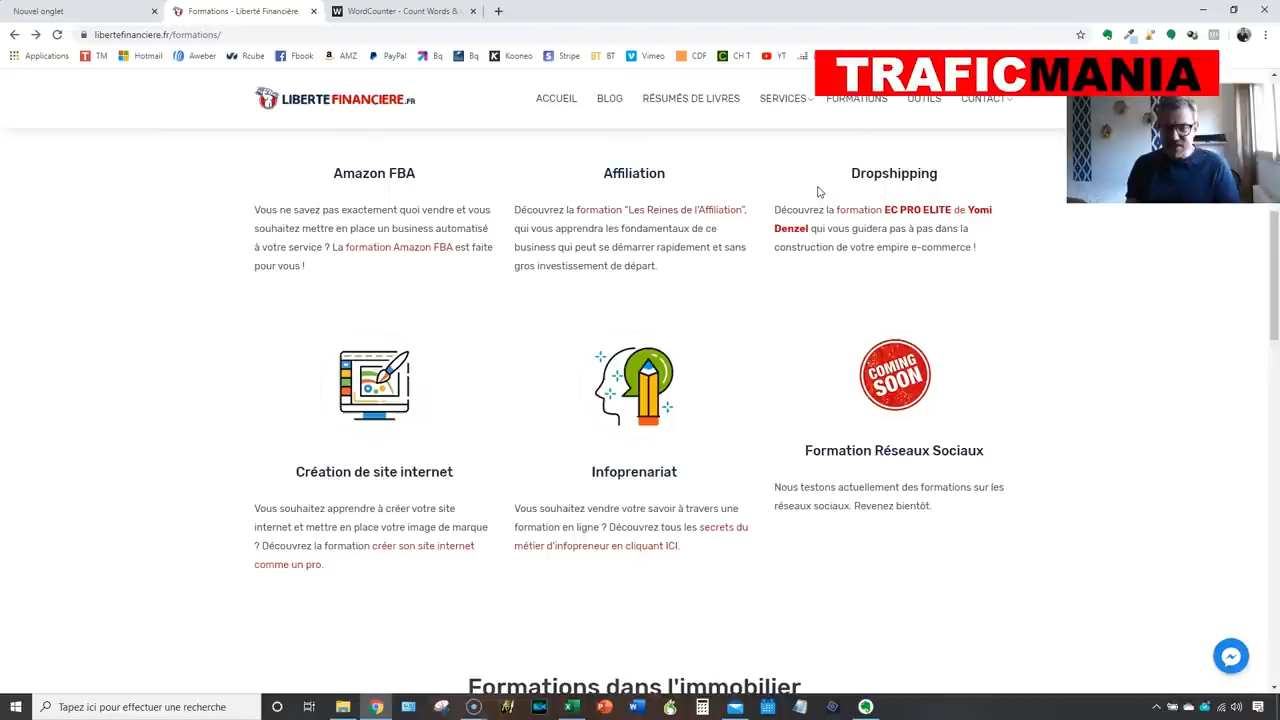 Nouvel onglet
Formations - Liberté Financière
WordCounter - Count Words &
libertefinanciere.fr/formations/
Applications TM Hotmail Aweber Rcube Fbook AMZ PayPal Bq Bq Kooneo Stripe BT Vimeo CDF CH T YT
TRAFICMANIA
LIBERTEFINANCIERE.FR
ACCUEIL BLOG RÉSUMÉS DE LIVRES SERVICES FORMATIONS OUTILS CONTACT
Amazon FBA
Vous ne savez pas exactement quoi vendre et vous
souhaitez mettre en place un business automatisé
à votre service ? La formation Amazon FBA est faite
pour vous !
Affiliation
Découvrez la formation “Les Reines de l’Affiliation”,
qui vous apprendra les fondamentaux de ce
business qui peut se démarrer rapidement et sans
gros investissement de départ.
Dropshipping
Découvrez la formation EC PRO ELITE de Yomi
Denzel qui vous guidera pas à pas dans la
construction de votre empire e-commerce !
COMING
SOON
Création de site internet
Vous souhaitez apprendre à créer votre site
internet et mettre en place votre image de marque
? Découvrez la formation créer son site internet
comme un pro.
Infoprenariat
Vous souhaitez vendre votre savoir à travers une
formation en ligne ? Découvrez tous les secrets du
métier d'infopreneur en cliquant ICI.
Formation Réseaux Sociaux
Nous testons actuellement des formations sur les
réseaux sociaux. Revenez bientôt.
Formations dans l'immobilier
Tapez ici pour effectuer une recherche